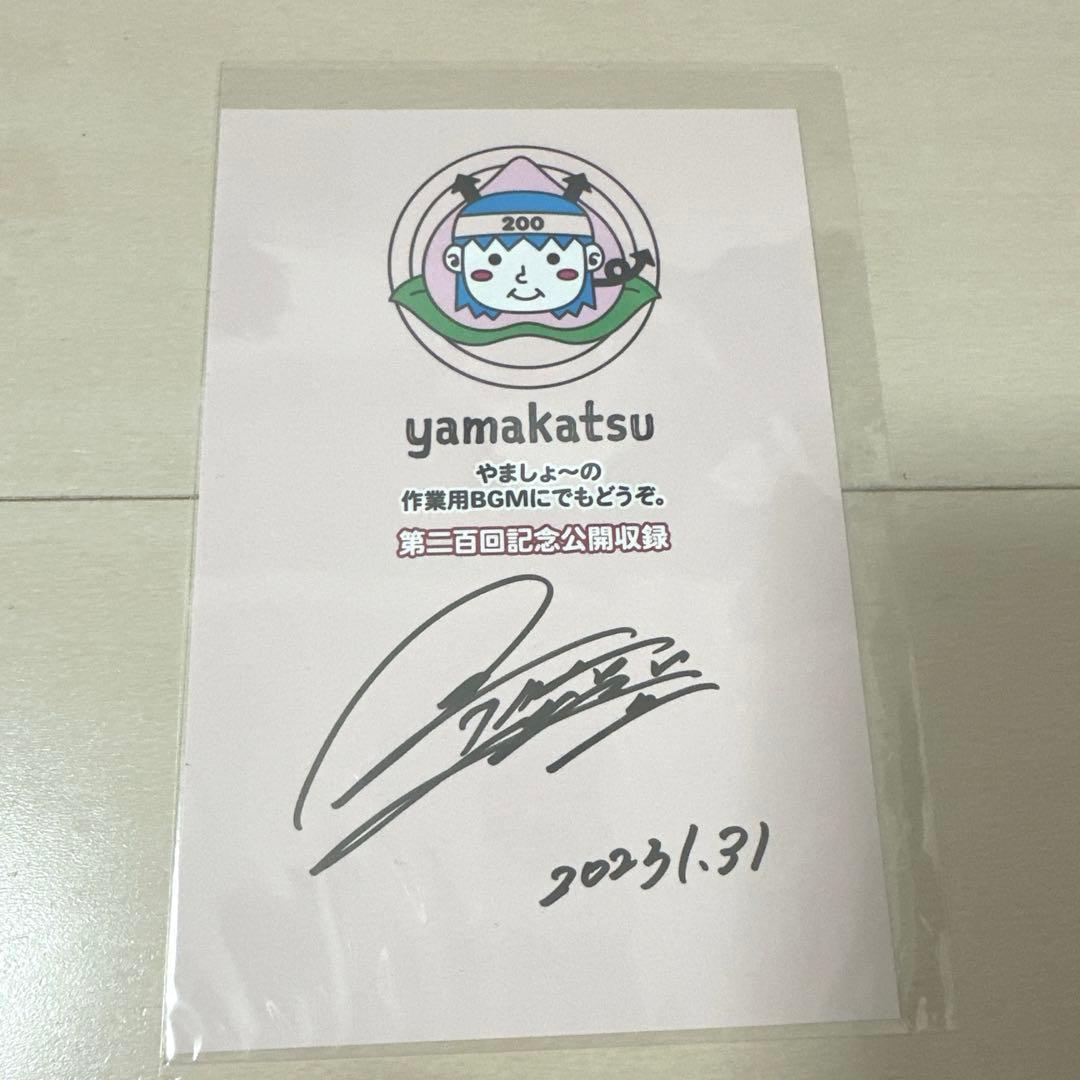 200
yamakatsu
やましょ〜の
作業用BGMにでもどうぞ。
第二百回記念公開収録
2023 1.31